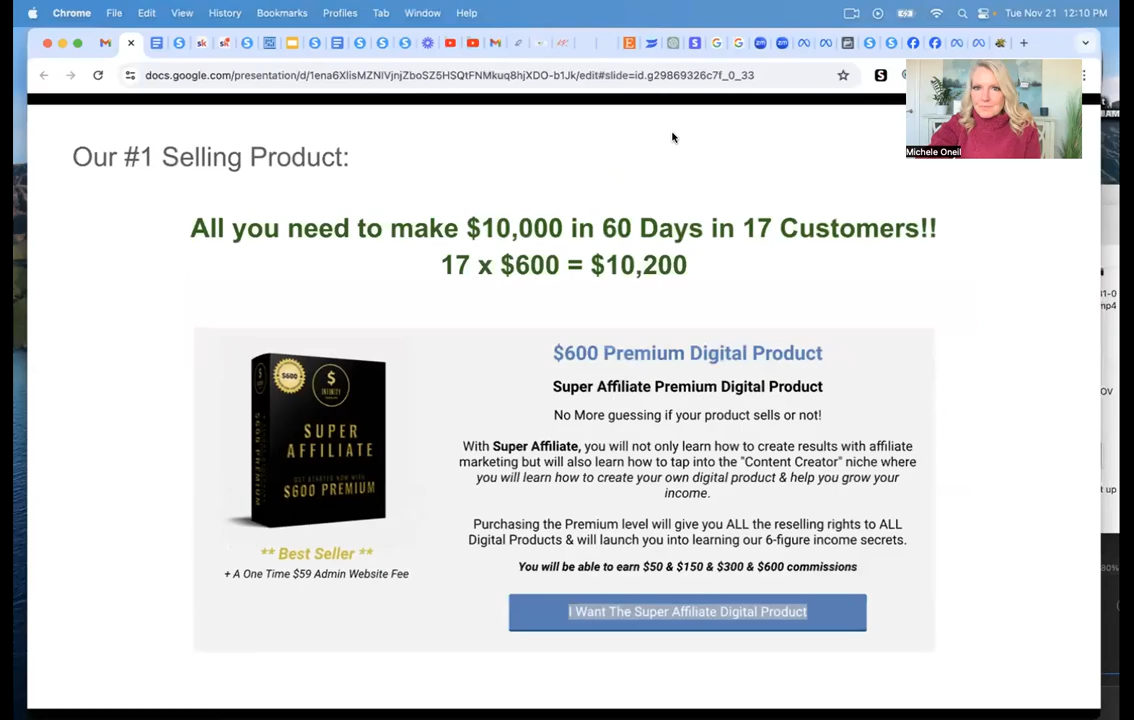 Chrome File Edit View History Bookmarks Profiles Tab Window Help Tue Nov 21 12:10 PM
docs.google.com/presentation/d/1ena6XlisMZNlVjnjZboSZ5HSQtFNMkuq8hjXDO-b1Jk/edit#slide=id.g29869326c7f_0_33
Michele Oneil
Our #1 Selling Product:
All you need to make $10,000 in 60 Days in 17 Customers!!
17 x $600 = $10,200
$600
$
INFINITY
SUPER
AFFILIATE
GET STARTED NOW WITH
$600 PREMIUM
** Best Seller **
+ A One Time $59 Admin Website Fee
$600 Premium Digital Product
Super Affiliate Premium Digital Product
No More guessing if your product sells or not!
With Super Affiliate, you will not only learn how to create results with affiliate
marketing but will also learn how to tap into the "Content Creator" niche where
you will learn how to create your own digital product & help you grow your
income.
Purchasing the Premium level will give you ALL the reselling rights to ALL
Digital Products & will launch you into learning our 6-figure income secrets.
You will be able to earn $50 & $150 & $300 & $600 commissions
I Want The Super Affiliate Digital Product